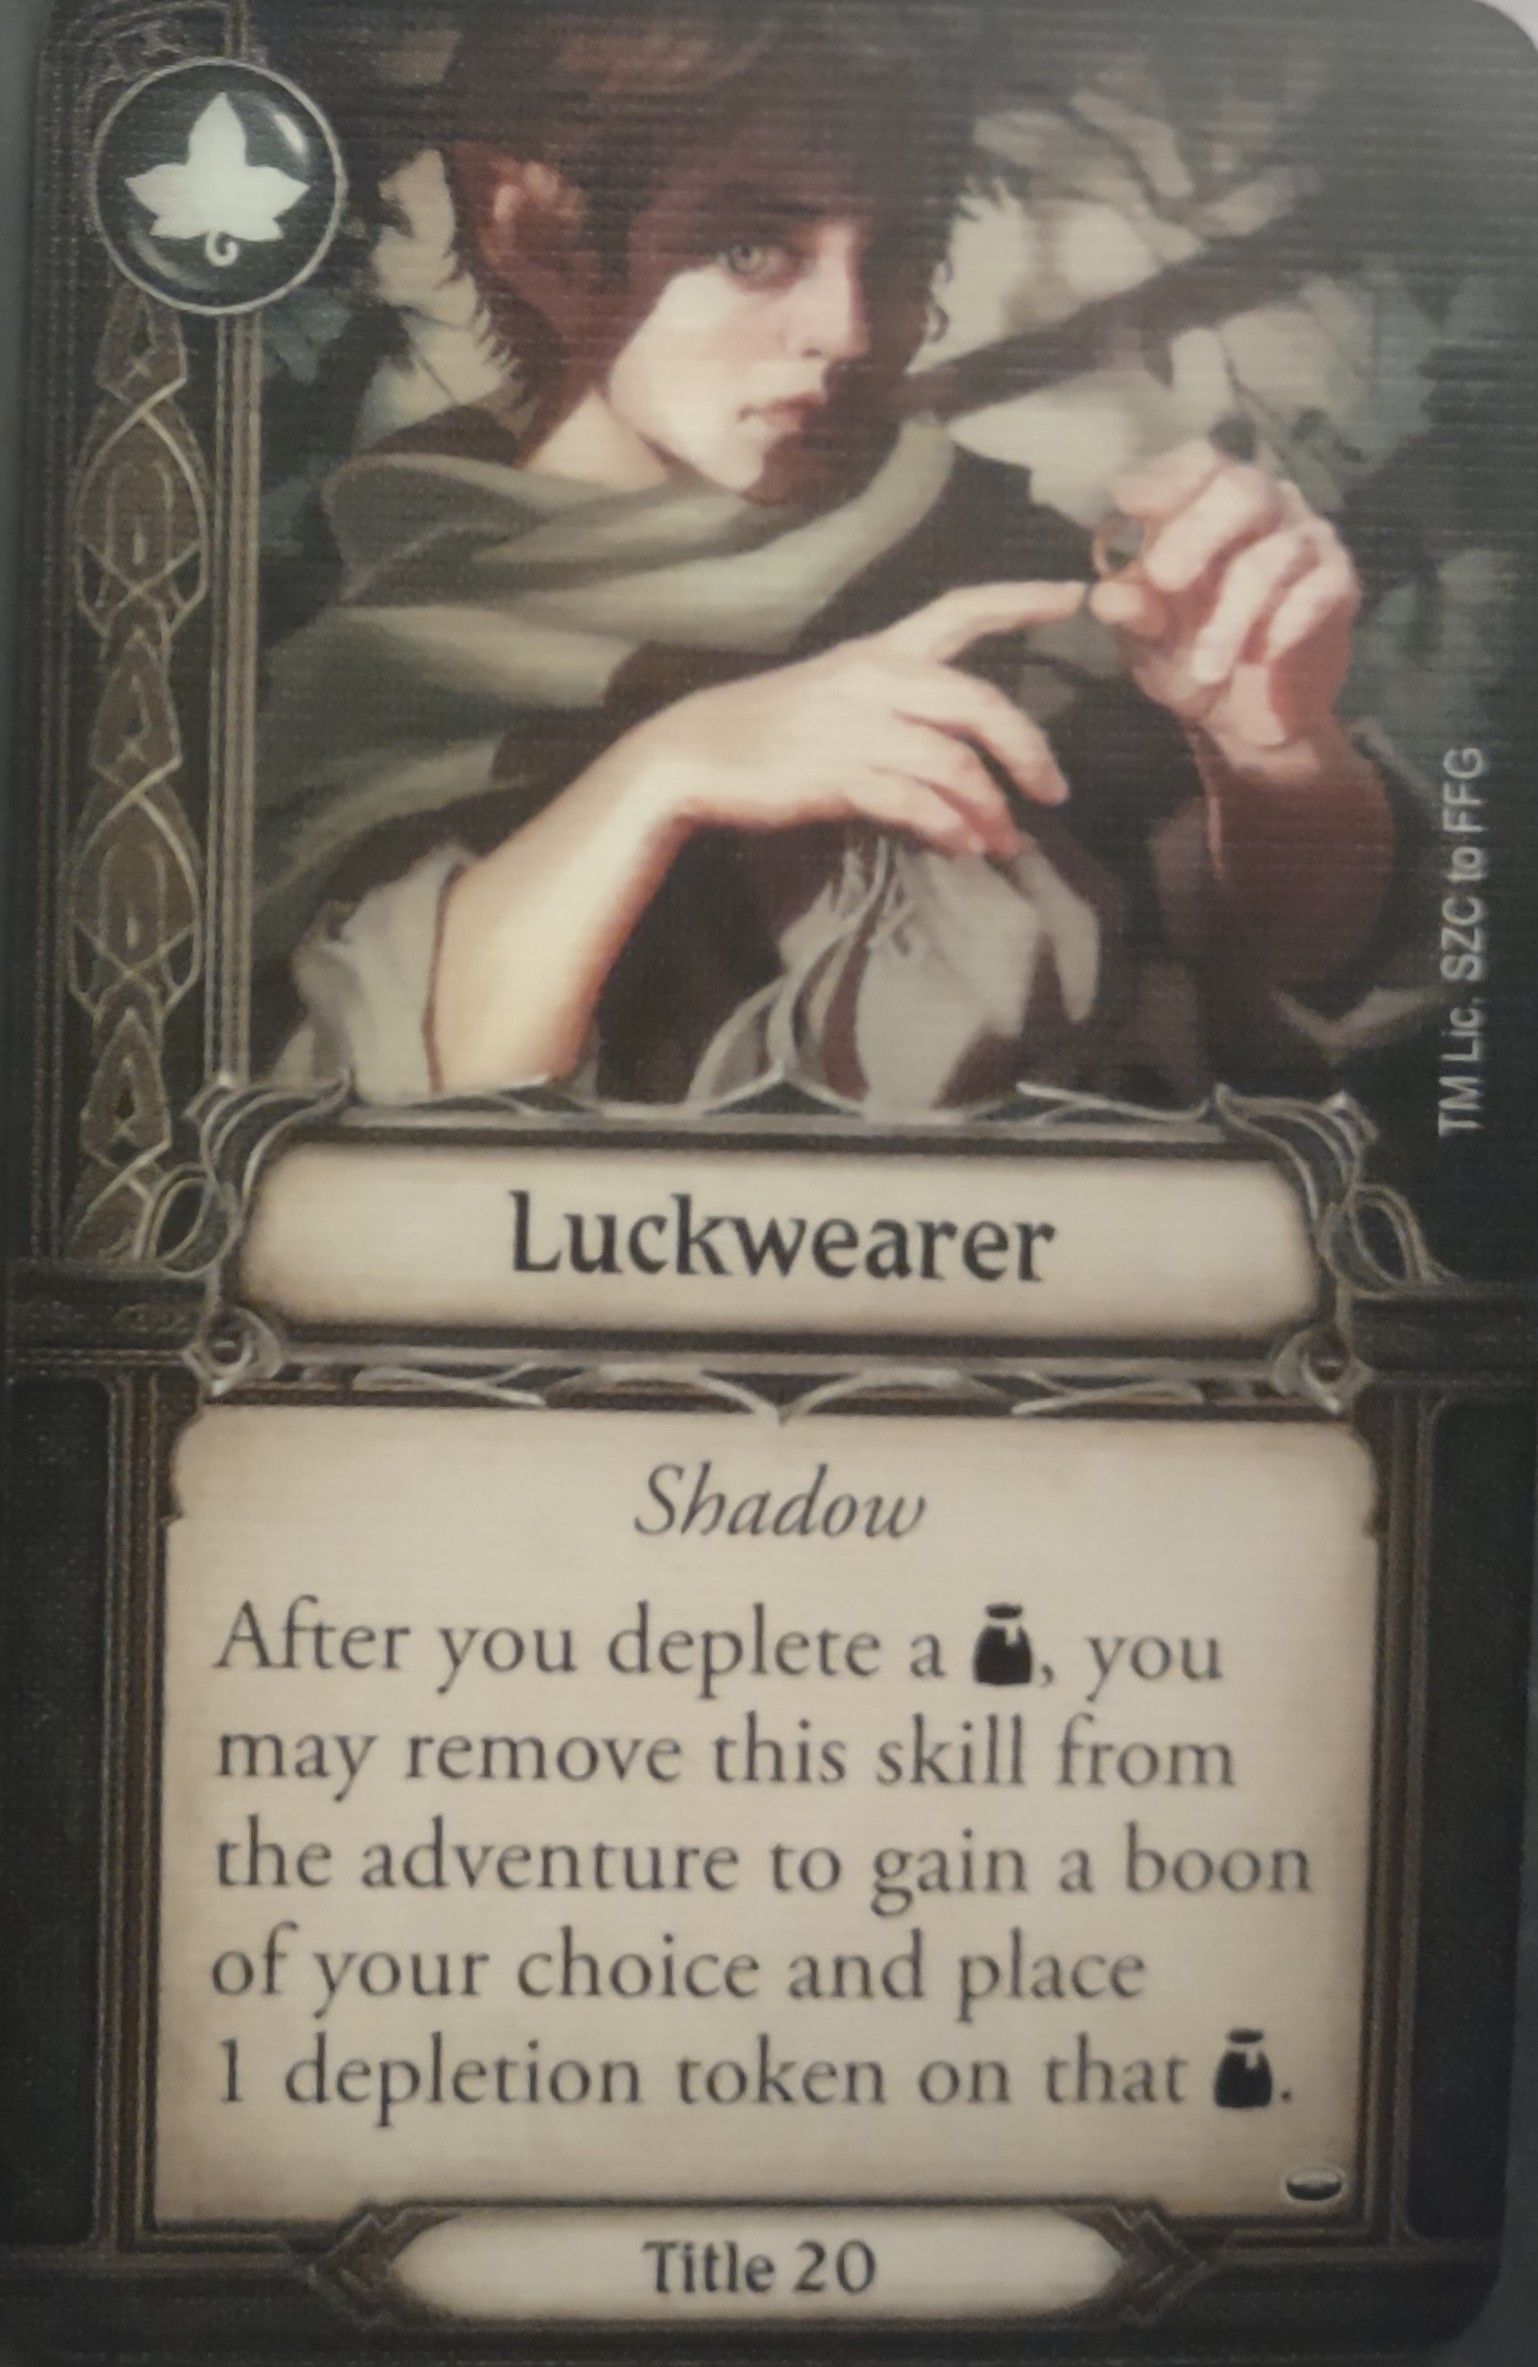 TM Lic. SZC to FFG
Luckwearer
Shadow
After you deplete a , you
may remove this skill from
the adventure to gain a boon
of your choice and place
1 depletion token on that .
Title 20